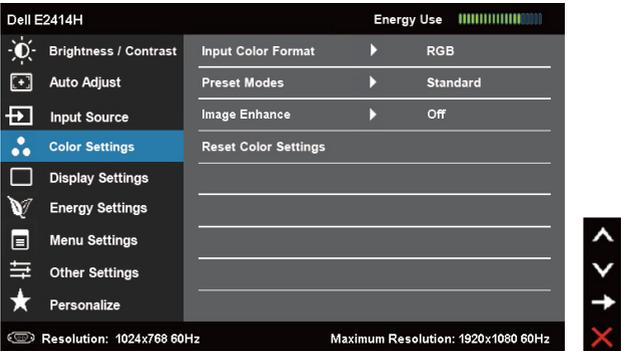 Dell E2414H Energy Use
Brightness / Contrast Input Color Format RGB
Auto Adjust Preset Modes Standard
Input Source Image Enhance Off
Color Settings Reset Color Settings
Display Settings
Energy Settings
Menu Settings
Other Settings
Personalize
Resolution: 1024x768 60Hz Maximum Resolution: 1920x1080 60Hz